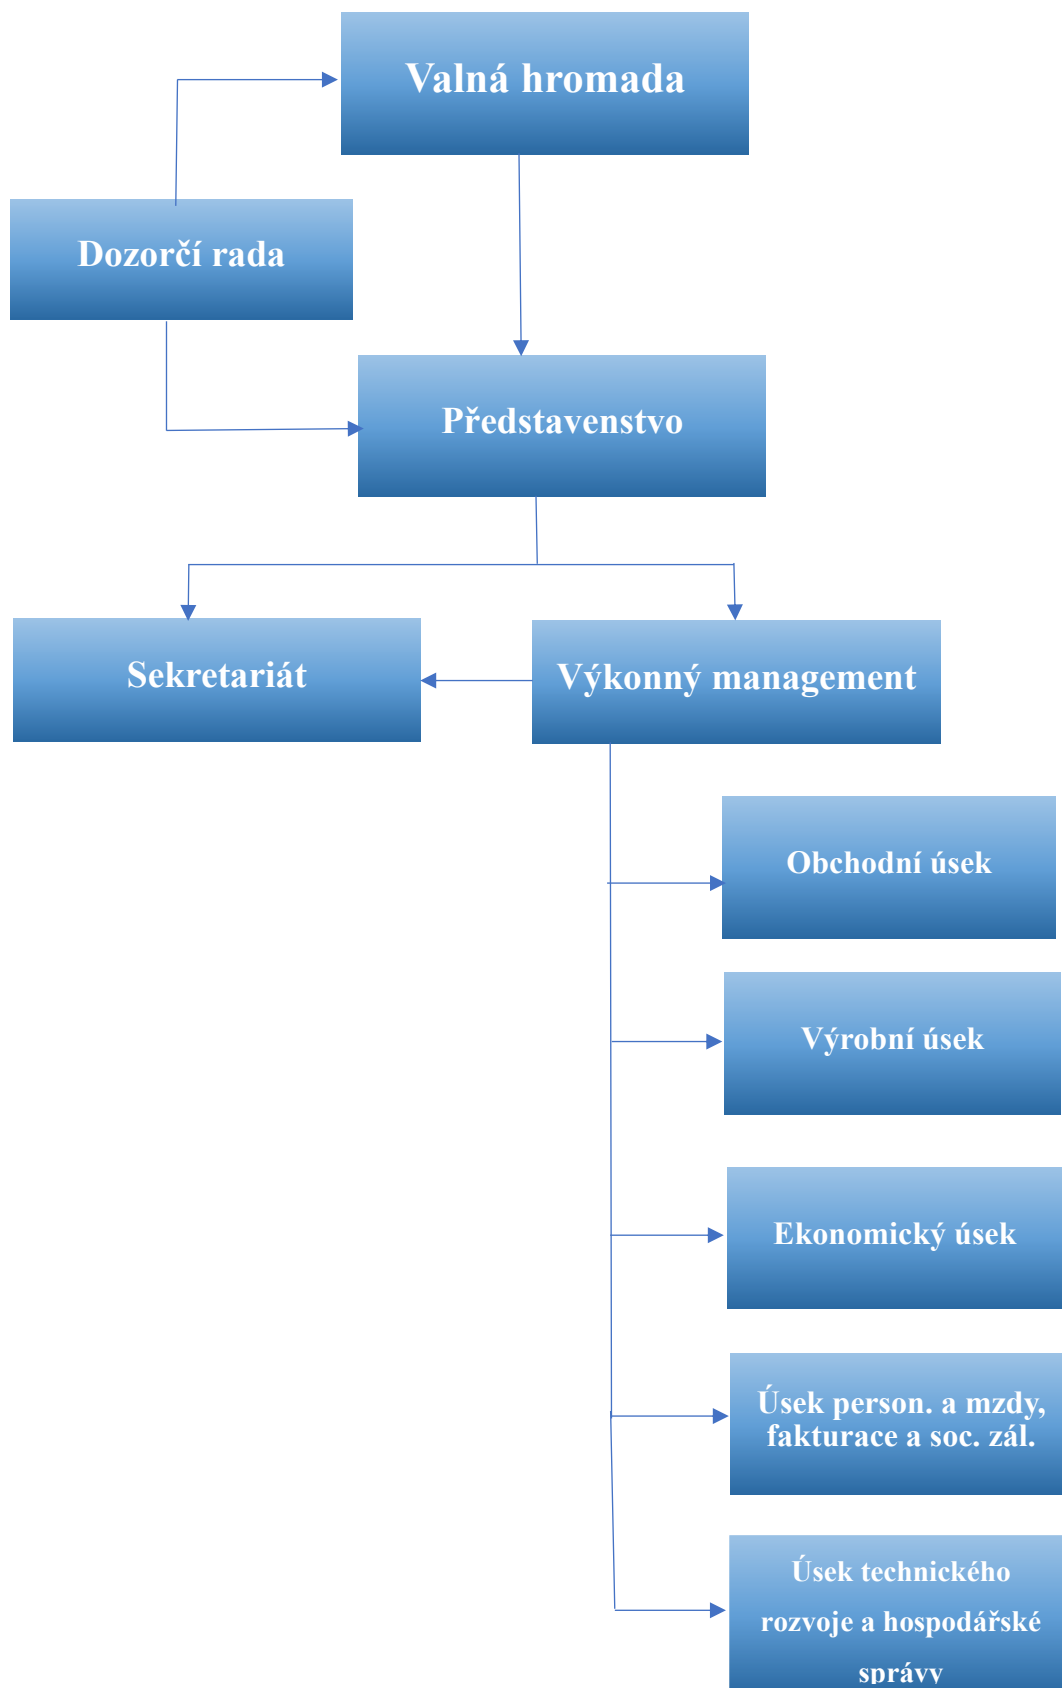 Valná hromada
Dozorčí rada
Představenstvo
Sekretariát
Výkonný management
Obchodní úsek
Výrobní úsek
Ekonomický úsek
Úsek person. a mzdy,
fakturace a soc. zál.
Úsek technického
rozvoje a hospodářské
správy